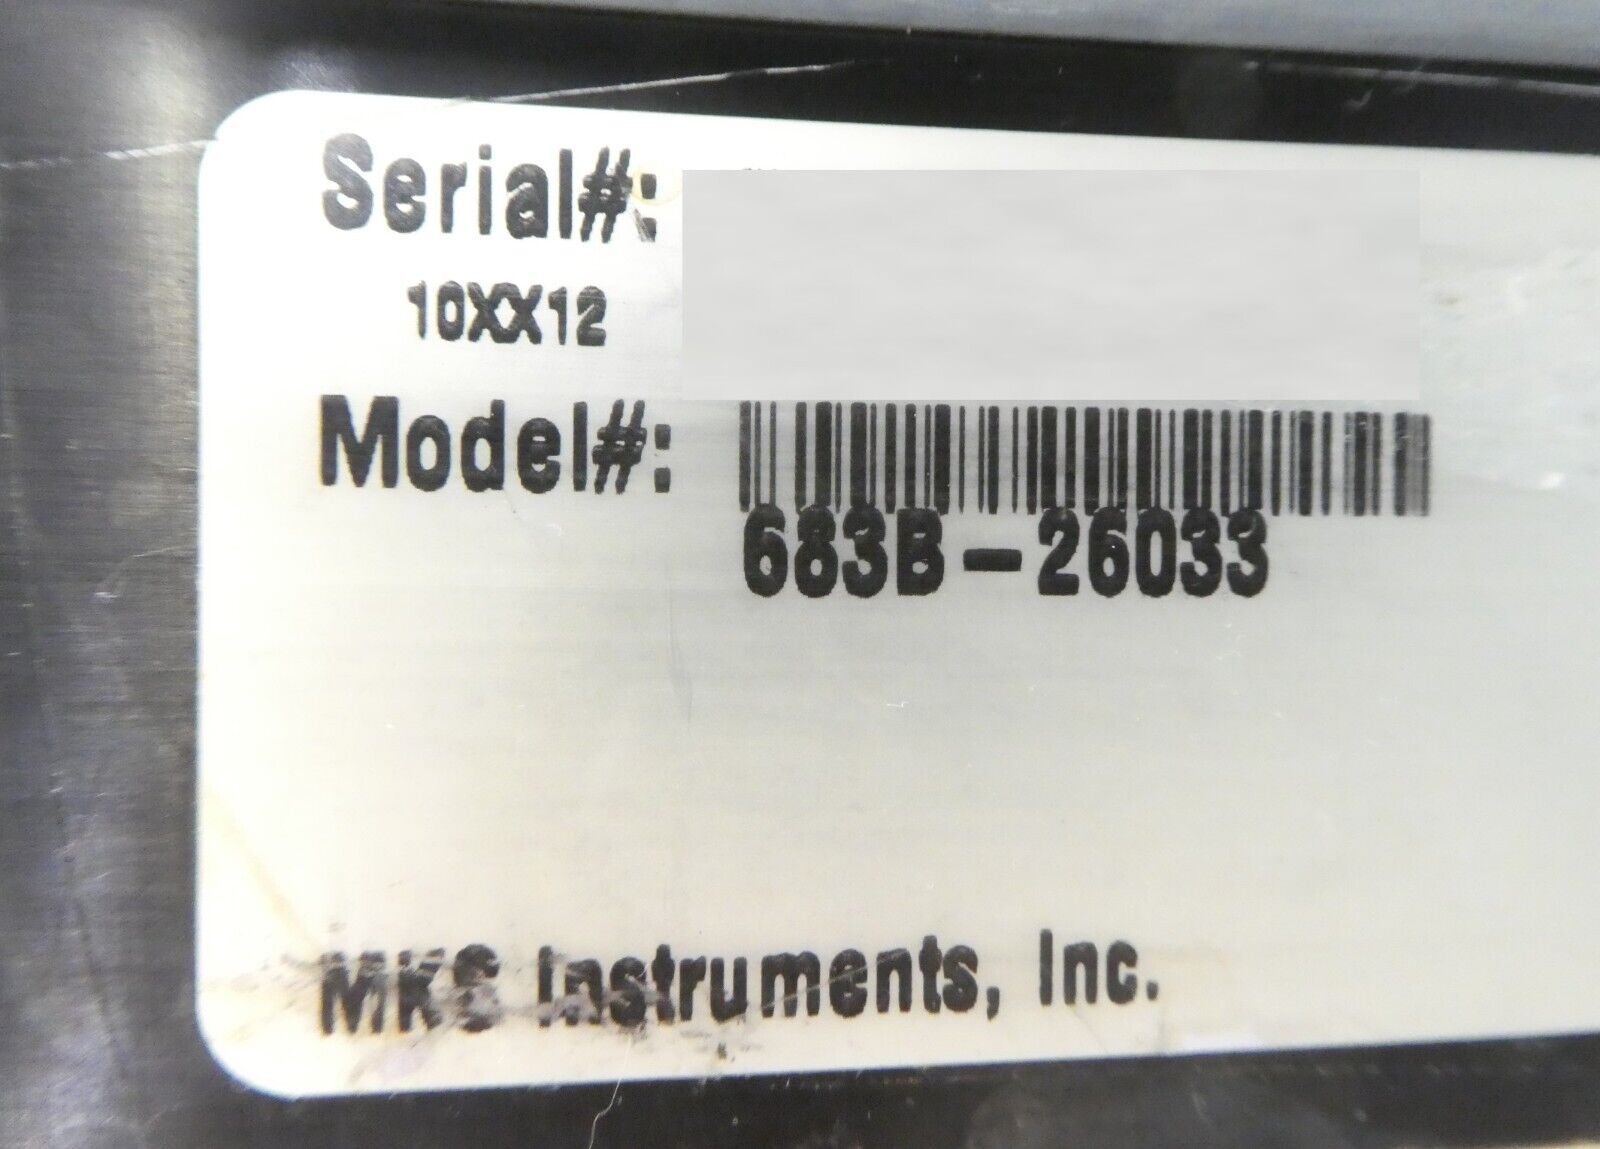 Serial#:
10XX12
Model#:
683B-26033
MKS Instruments, Inc.